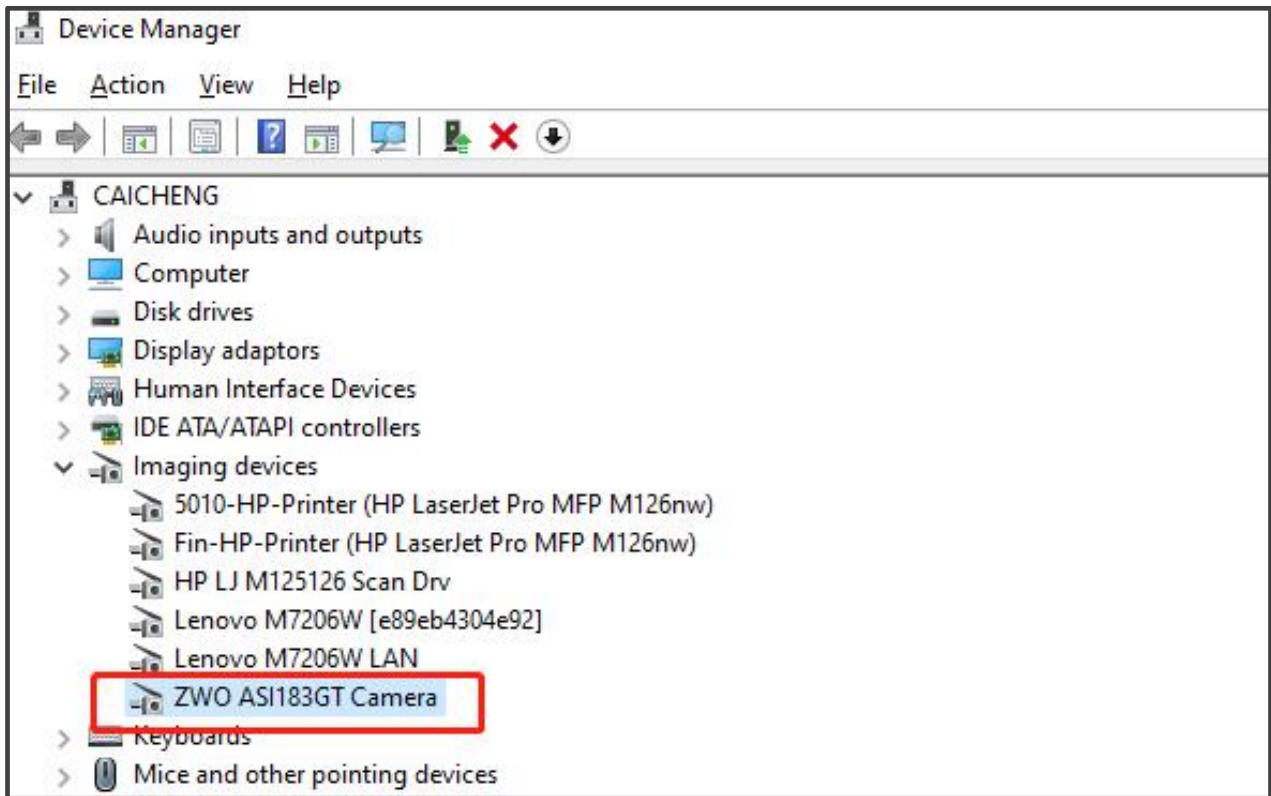 Device Manager
File Action View Help
CAICHENG
Audio inputs and outputs
Computer
Disk drives
Display adaptors
Human Interface Devices
IDE ATA/ATAPI controllers
Imaging devices
5010-HP-Printer (HP LaserJet Pro MFP M126nw)
Fin-HP-Printer (HP LaserJet Pro MFP M126nw)
HP LJ M125126 Scan Drv
Lenovo M7206W [e89eb4304e92]
Lenovo M7206W LAN
ZWO ASI183GT Camera
Keyboards
Mice and other pointing devices